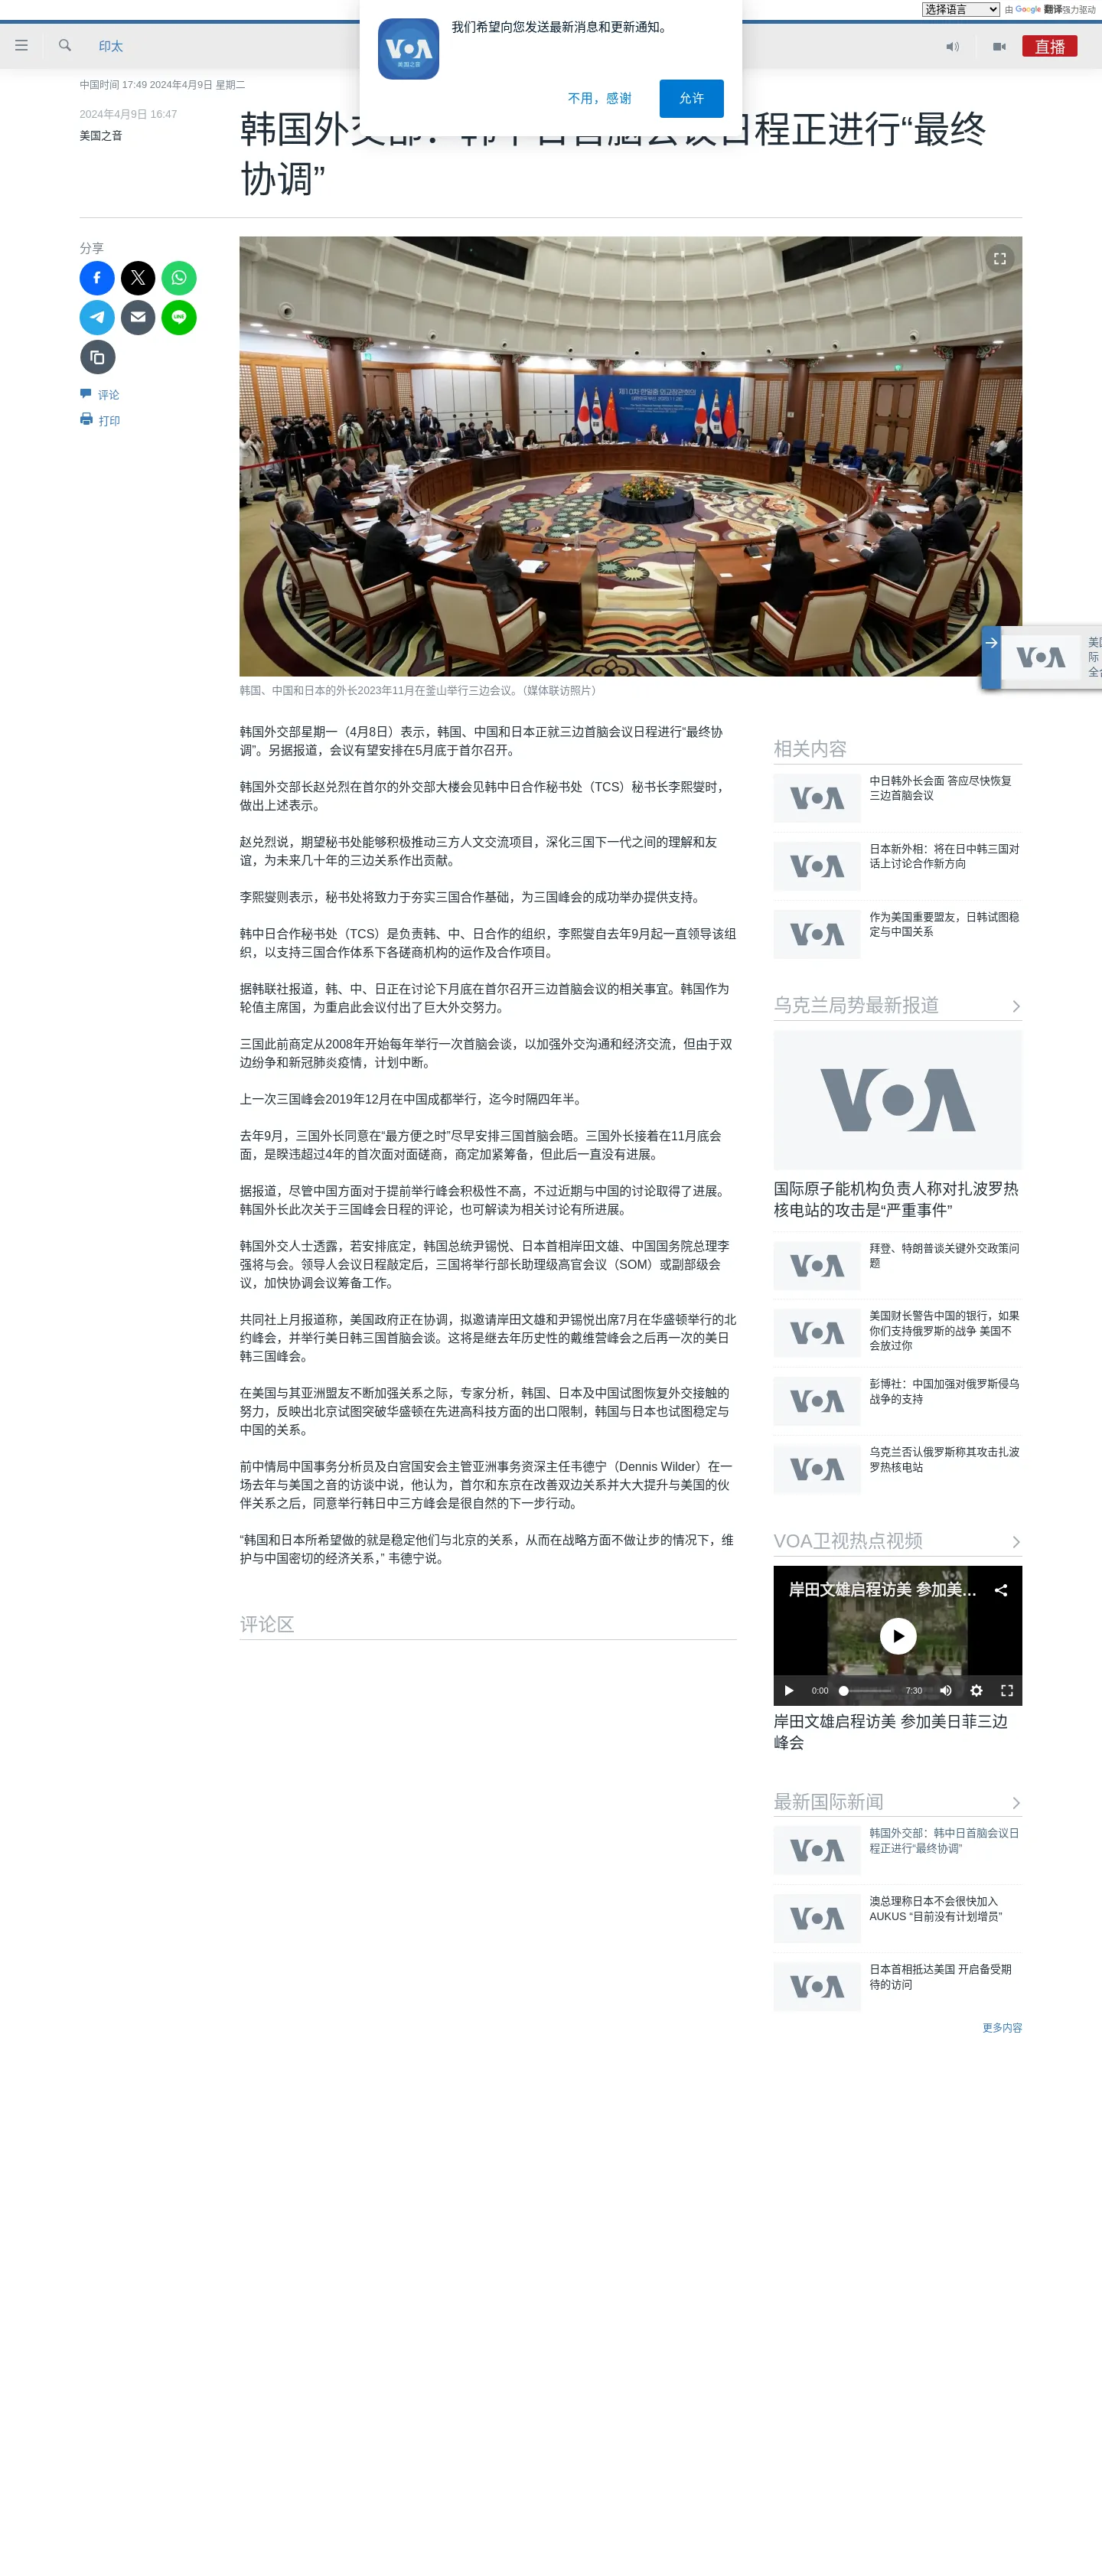 选择语言
由 Google 翻译强力驱动
我们希望向您发送最新消息和更新通知。
VOA
美国之音
不用，感谢
允许
印太
直播
中国时间 17:49 2024年4月9日 星期二
2024年4月9日 16:47
美国之音
韩国外交部：韩中日首脑会议日程正进行“最终
协调”
分享
评论
打印
韩国、中国和日本的外长2023年11月在釜山举行三边会议。（媒体联访照片）
韩国外交部星期一（4月8日）表示，韩国、中国和日本正就三边首脑会议日程进行“最终协
调”。另据报道，会议有望安排在5月底于首尔召开。
韩国外交部长赵兑烈在首尔的外交部大楼会见韩中日合作秘书处（TCS）秘书长李熙燮时，
做出上述表示。
赵兑烈说，期望秘书处能够积极推动三方人文交流项目，深化三国下一代之间的理解和友
谊，为未来几十年的三边关系作出贡献。
李熙燮则表示，秘书处将致力于夯实三国合作基础，为三国峰会的成功举办提供支持。
韩中日合作秘书处（TCS）是负责韩、中、日合作的组织，李熙燮自去年9月起一直领导该组
织，以支持三国合作体系下各磋商机构的运作及合作项目。
据韩联社报道，韩、中、日正在讨论下月底在首尔召开三边首脑会议的相关事宜。韩国作为
轮值主席国，为重启此会议付出了巨大外交努力。
三国此前商定从2008年开始每年举行一次首脑会谈，以加强外交沟通和经济交流，但由于双
边纷争和新冠肺炎疫情，计划中断。
上一次三国峰会2019年12月在中国成都举行，迄今时隔四年半。
去年9月，三国外长同意在“最方便之时”尽早安排三国首脑会晤。三国外长接着在11月底会
面，是暌违超过4年的首次面对面磋商，商定加紧筹备，但此后一直没有进展。
据报道，尽管中国方面对于提前举行峰会积极性不高，不过近期与中国的讨论取得了进展。
韩国外长此次关于三国峰会日程的评论，也可解读为相关讨论有所进展。
韩国外交人士透露，若安排底定，韩国总统尹锡悦、日本首相岸田文雄、中国国务院总理李
强将与会。领导人会议日程敲定后，三国将举行部长助理级高官会议（SOM）或副部级会
议，加快协调会议筹备工作。
共同社上月报道称，美国政府正在协调，拟邀请岸田文雄和尹锡悦出席7月在华盛顿举行的北
约峰会，并举行美日韩三国首脑会谈。这将是继去年历史性的戴维营峰会之后再一次的美日
韩三国峰会。
在美国与其亚洲盟友不断加强关系之际，专家分析，韩国、日本及中国试图恢复外交接触的
努力，反映出北京试图突破华盛顿在先进高科技方面的出口限制，韩国与日本也试图稳定与
中国的关系。
前中情局中国事务分析员及白宫国安会主管亚洲事务资深主任韦德宁（Dennis Wilder）在一
场去年与美国之音的访谈中说，他认为，首尔和东京在改善双边关系并大大提升与美国的伙
伴关系之后，同意举行韩日中三方峰会是很自然的下一步行动。
“韩国和日本所希望做的就是稳定他们与北京的关系，从而在战略方面不做让步的情况下，维
护与中国密切的经济关系，” 韦德宁说。
评论区
VOA
相关内容
VOA
中日韩外长会面 答应尽快恢复
三边首脑会议
VOA
日本新外相：将在日中韩三国对
话上讨论合作新方向
VOA
作为美国重要盟友，日韩试图稳
定与中国关系
乌克兰局势最新报道
VOA
国际原子能机构负责人称对扎波罗热
核电站的攻击是“严重事件”
VOA
拜登、特朗普谈关键外交政策问
题
VOA
美国财长警告中国的银行，如果
你们支持俄罗斯的战争 美国不
会放过你
VOA
彭博社：中国加强对俄罗斯侵乌
战争的支持
VOA
乌克兰否认俄罗斯称其攻击扎波
罗热核电站
VOA卫视热点视频
岸田文雄启程访美 参加美…
0:00
7:30
岸田文雄启程访美 参加美日菲三边
峰会
最新国际新闻
VOA
韩国外交部：韩中日首脑会议日
程正进行“最终协调”
VOA
澳总理称日本不会很快加入
AUKUS “目前没有计划增员”
VOA
日本首相抵达美国 开启备受期
待的访问
更多内容